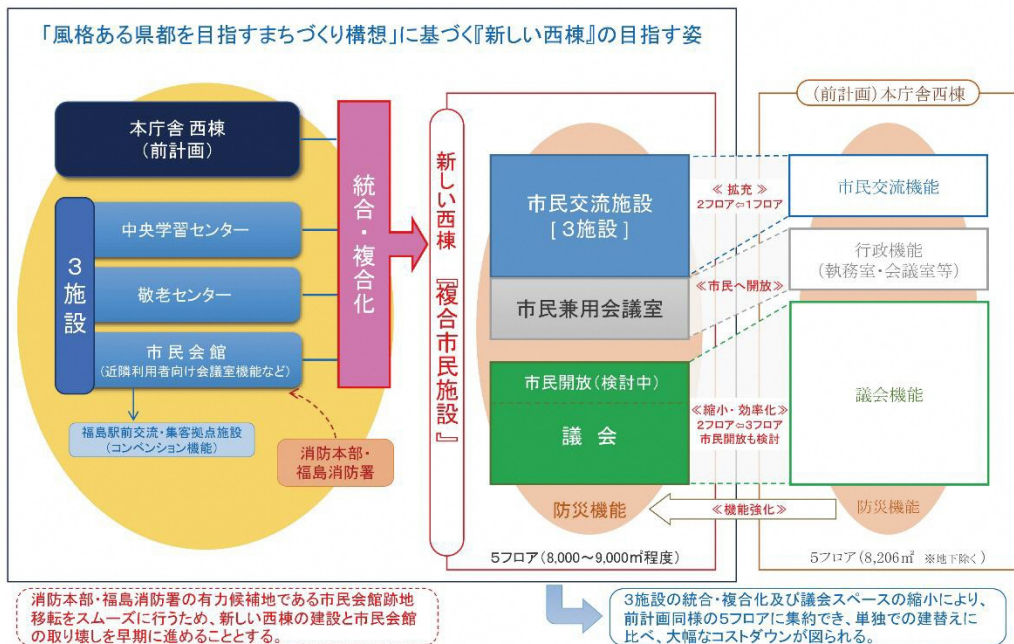 「風格ある県都を目指すまちづくり構想」に基づく『新しい西棟』の目指す姿
本庁舎 西棟
(前計画)
3施設
中央学習センター
敬老センター
市民会館
(近隣利用者向け会議室機能など)
福島駅前交流・集客拠点施設
(コンベンション機能)
消防本部・
福島消防署
統合・複合化
新しい西棟 『複合市民施設』
市民交流施設
[3施設]
市民兼用会議室
市民開放(検討中)
議 会
防災機能
5フロア(8,000~9,000㎡程度)
≪ 拡充 ≫
2フロア⇦1フロア
≪市民へ開放≫
≪縮小・効率化≫
2フロア⇦3フロア
市民開放も検討
≪機能強化≫
(前計画)本庁舎西棟
市民交流機能
行政機能
(執務室・会議室等)
議会機能
防災機能
5フロア(8,206㎡ ※地下除く)
消防本部・福島消防署の有力候補地である市民会館跡地
移転をスムーズに行うため、新しい西棟の建設と市民会館
の取り壊しを早期に進めることとする。
3施設の統合・複合化及び議会スペースの縮小により、
前計画同様の5フロアに集約でき、単独での建替えに
比べ、大幅なコストダウンが図られる。